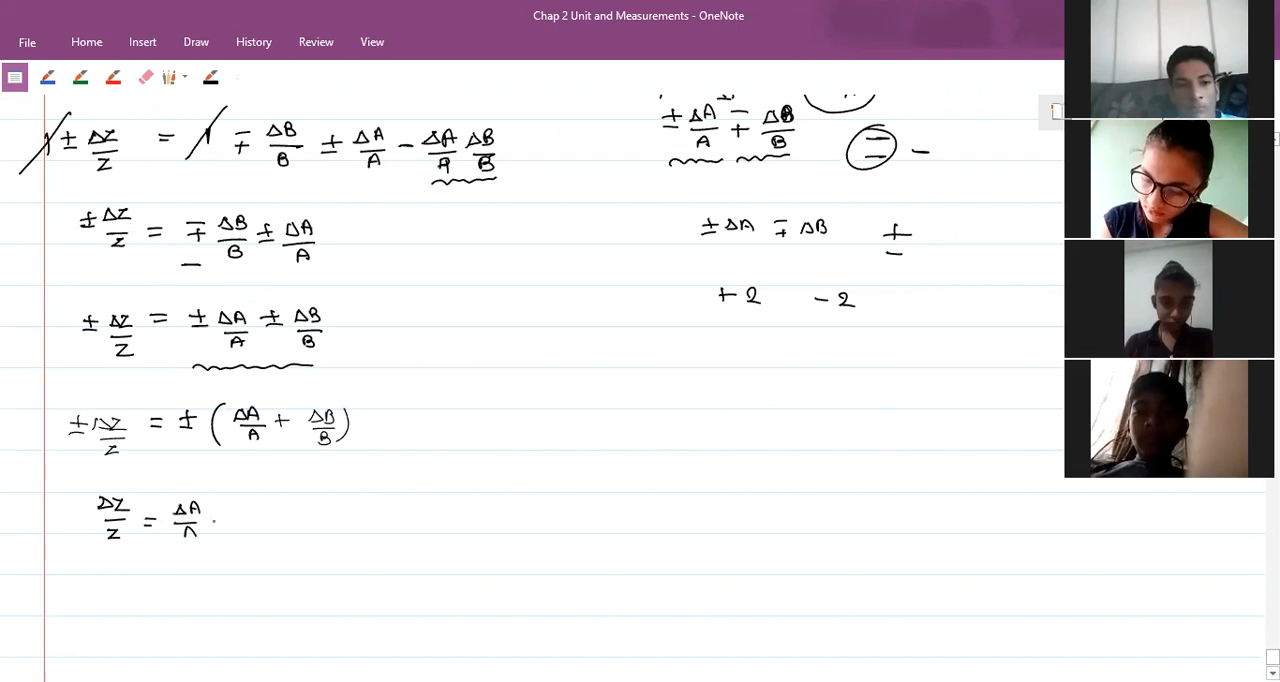 Chap 2 Unit and Measurements - OneNote
File Home Insert Draw History Review View
1 ± ΔZ/Z = 1 ∓ ΔB/B ± ΔA/A - ΔA/A ΔB/B
± ΔZ/Z = ∓ ΔB/B ± ΔA/A
± ΔZ/Z = ± ΔA/A ± ΔB/B
± ΔZ/Z = ± (ΔA/A + ΔB/B)
ΔZ/Z = ΔA/A
± ΔA/A ∓ ΔB/B = -
± ΔA ∓ ΔB ±
+ 2 - 2